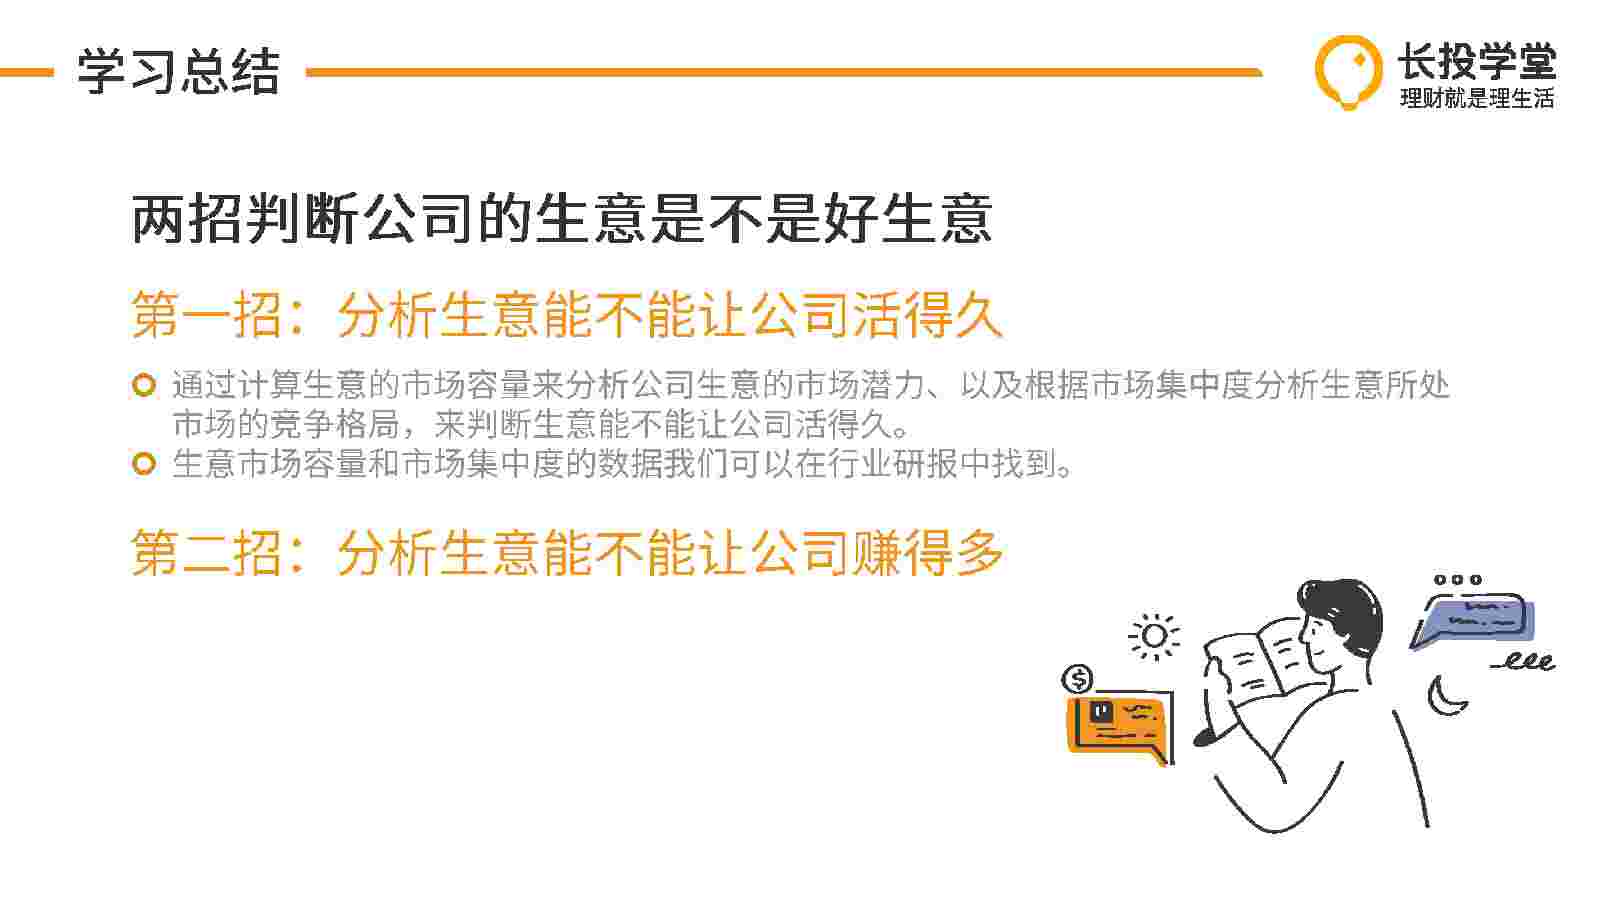 学习总结
长投学堂
理财就是理生活
两招判断公司的生意是不是好生意
第一招：分析生意能不能让公司活得久
通过计算生意的市场容量来分析公司生意的市场潜力、以及根据市场集中度分析生意所处
市场的竞争格局，来判断生意能不能让公司活得久。
生意市场容量和市场集中度的数据我们可以在行业研报中找到。
第二招：分析生意能不能让公司赚得多
$